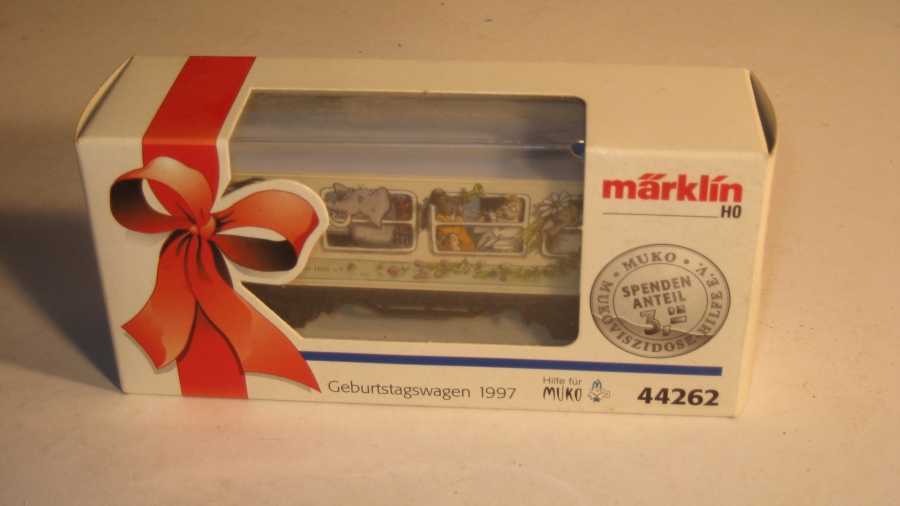 märklin
H0
• MUKO •
MUKOVISZIDOSE-HILFE E.V.
SPENDEN
ANTEIL
DM
3,-
Geburtstagswagen 1997
Hilfe für
MUKO
44262